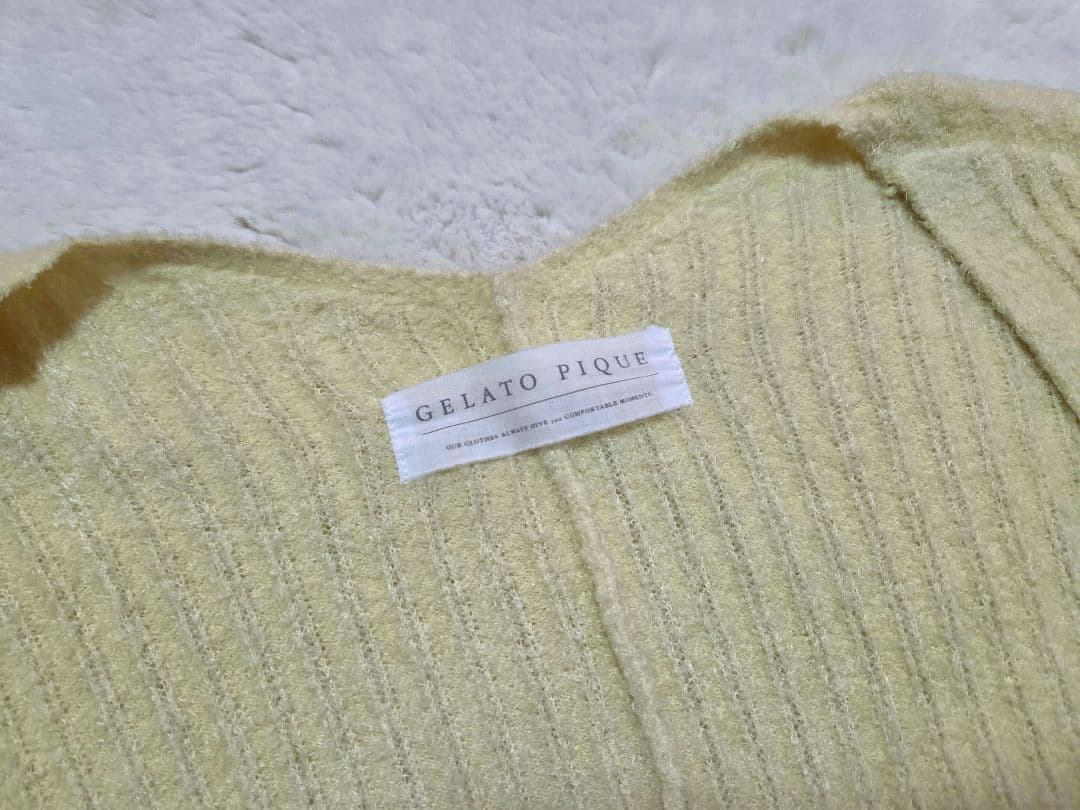 GELATO PIQUE
OUR CLOTHES ALWAYS GIVE YOU COMFORTABLE MOMENTS.